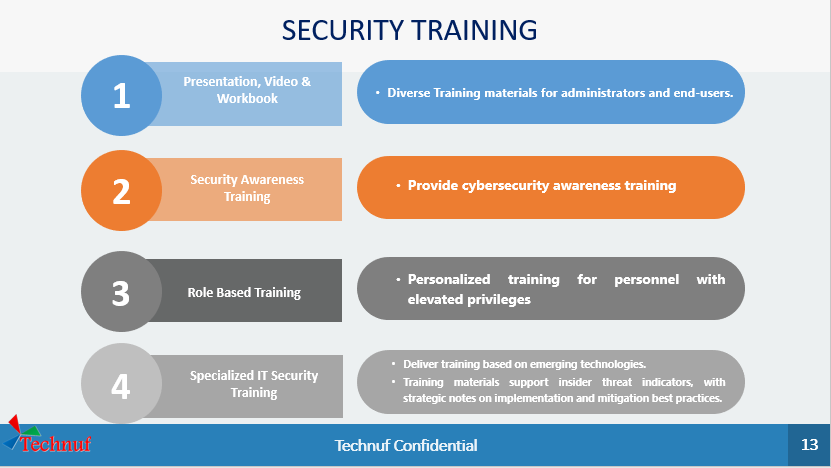 SECURITY TRAINING
1
Presentation, Video &
Workbook
• Diverse Training materials for administrators and end-users.
2
Security Awareness
Training
• Provide cybersecurity awareness training
3
Role Based Training
• Personalized training for personnel with
elevated privileges
4
Specialized IT Security
Training
• Deliver training based on emerging technologies.
• Training materials support insider threat indicators, with
strategic notes on implementation and mitigation best practices.
Technuf
Technuf Confidential
13